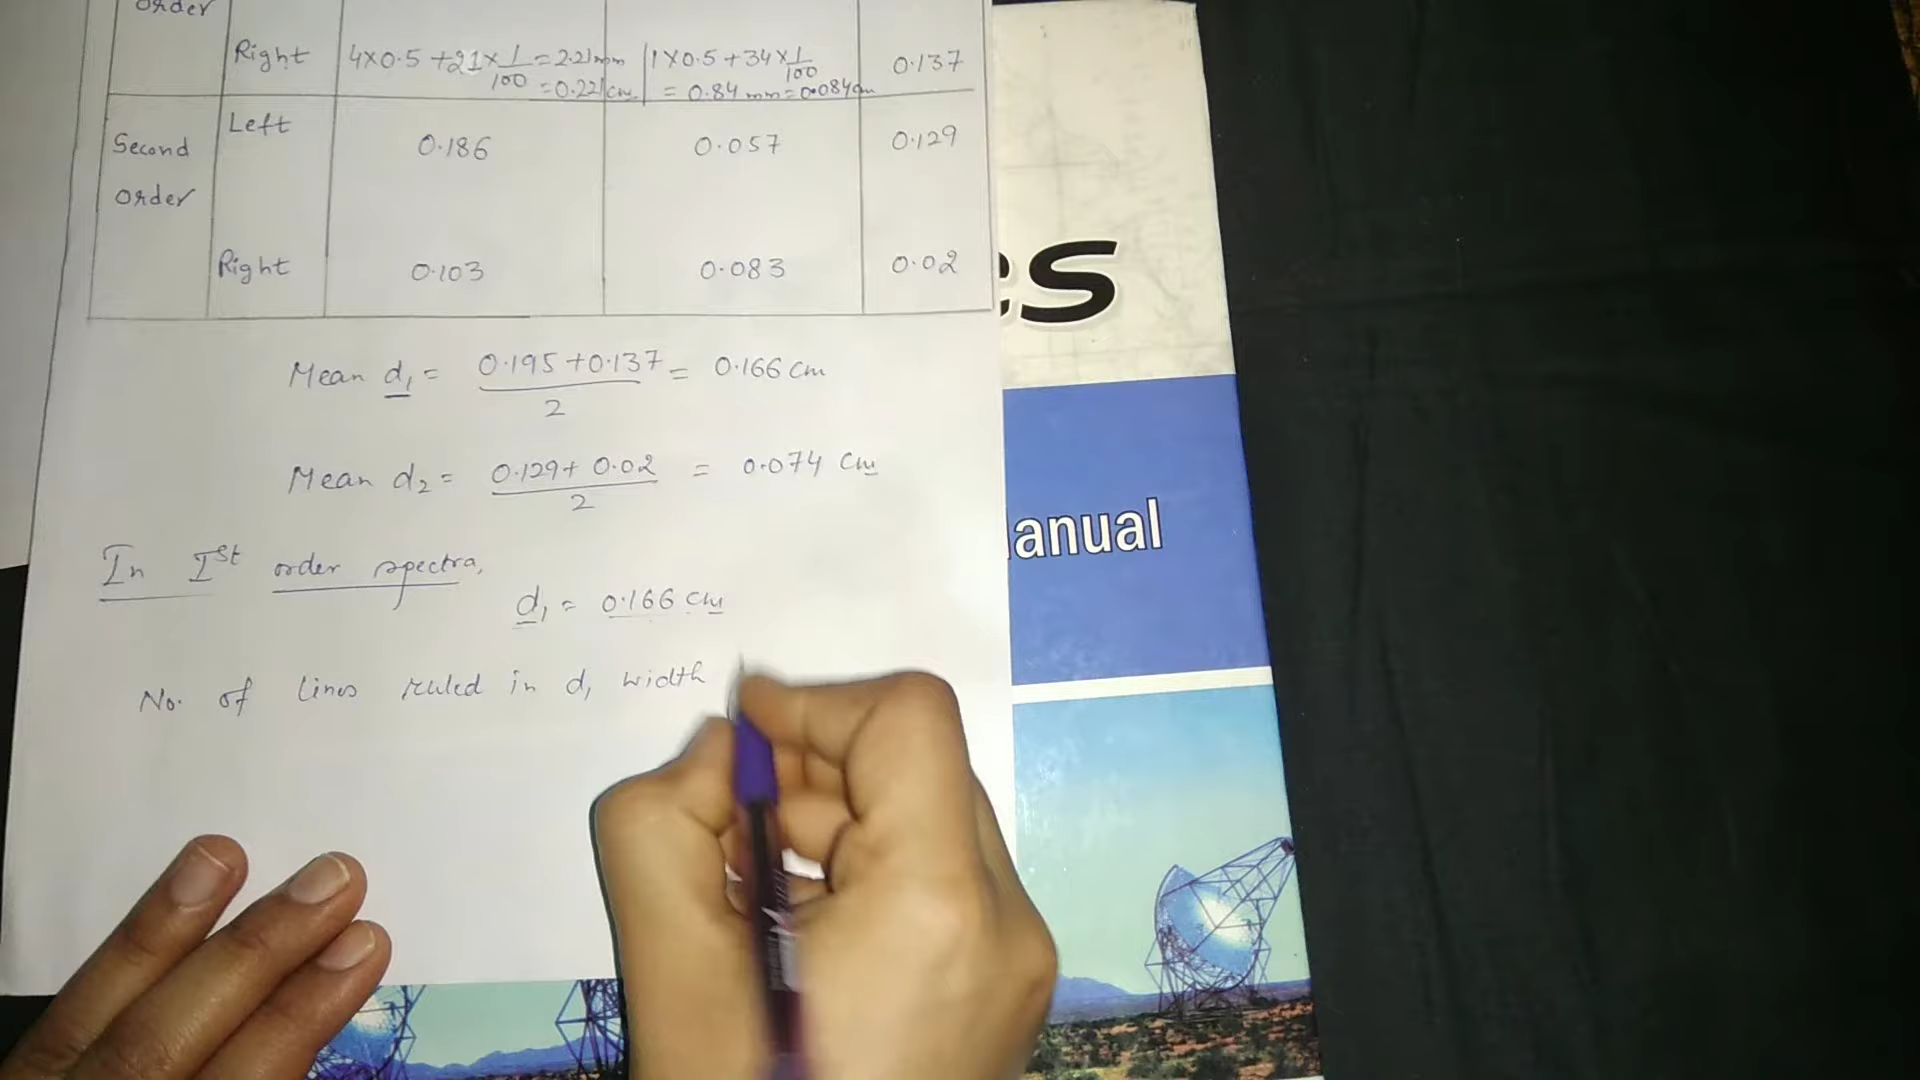 Order
Right 4×0.5 +21×1/100 = 2.21mm 1×0.5+34×1/100 0.137
= 0.221cm = 0.84 mm=0.084cm
Left
Second 0.186 0.057 0.129
Order
Right 0.103 0.083 0.02
Mean d₁ = 0.195+0.137/2 = 0.166 cm
Mean d₂ = 0.129+ 0.02/2 = 0.074 cm
In Ist order spectra,
d₁ = 0.166 cm
No. of lines ruled in d₁ width
es
anual